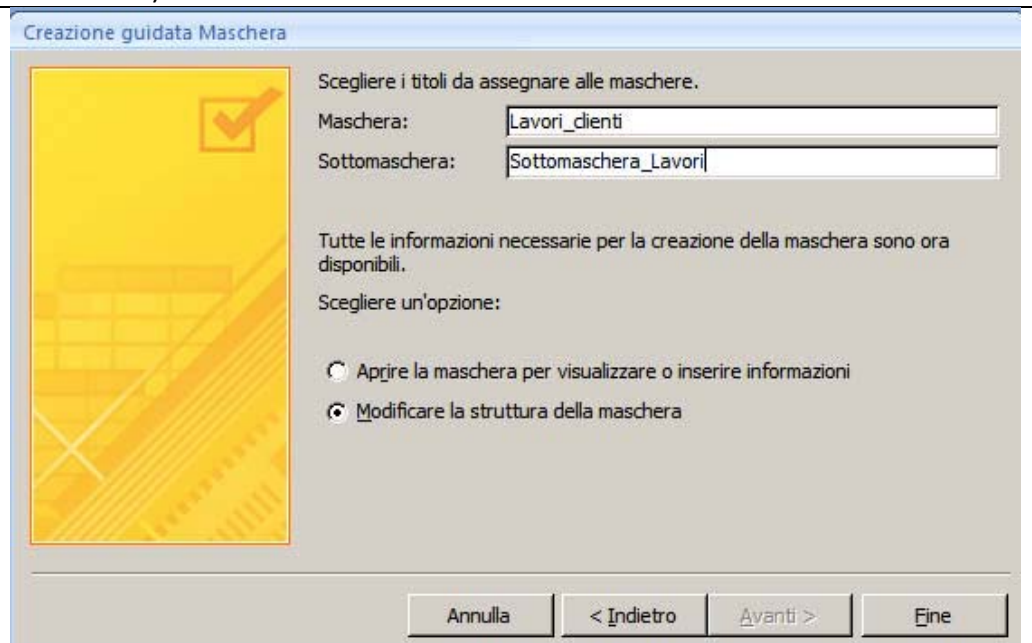 Creazione guidata Maschera
Scegliere i titoli da assegnare alle maschere.
Maschera: Lavori_clienti
Sottomaschera: Sottomaschera_Lavori
Tutte le informazioni necessarie per la creazione della maschera sono ora
disponibili.
Scegliere un'opzione:
Aprire la maschera per visualizzare o inserire informazioni
Modificare la struttura della maschera
Annulla < Indietro Avanti > Fine